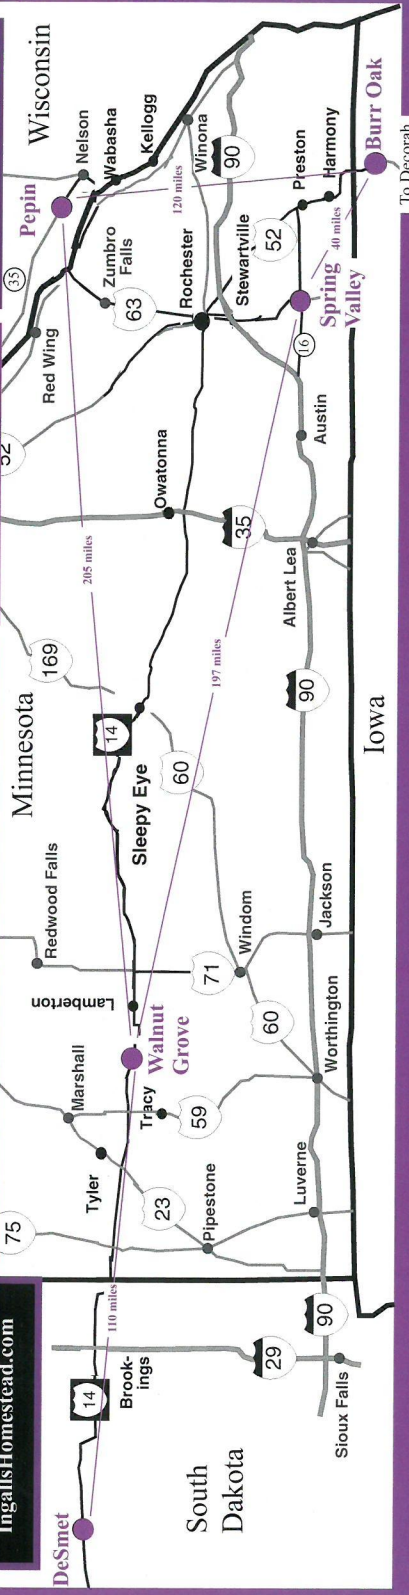 IngallsHomestead.com
DeSmet
14
Brook-
ings
110 miles
South
Dakota
29
90
Sioux Falls
75
Tyler
Marshall
Tracy
23
59
Pipestone
Luverne
Walnut
Grove
Lamberton
Redwood Falls
71
60
Windom
Worthington
Jackson
Minnesota
169
14
Sleepy Eye
60
90
Iowa
205 miles
197 miles
Owatonna
35
Albert Lea
Austin
52
Red Wing
35
63
Zumbro
Falls
Rochester
Stewartville
16
Spring
Valley
52
40 miles
Preston
Harmony
Burr Oak
To Decorah
Wisconsin
Pepin
Nelson
Wabasha
Kellogg
Winona
120 miles
90